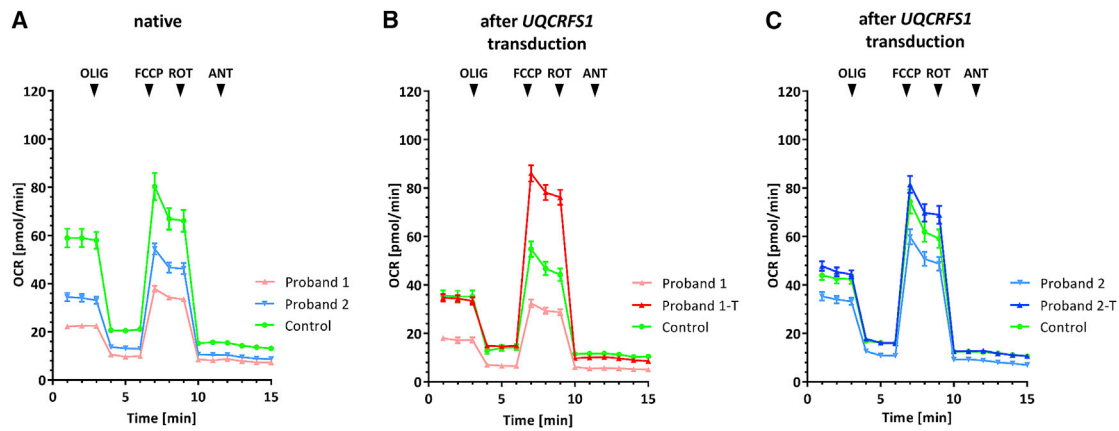 A
native
OLIG FCCP ROT ANT
120
100
80
60
40
20
0
OCR [pmol/min]
0 5 10 15
Time [min]
Proband 1
Proband 2
Control
B
after UQCRFS1
transduction
OLIG FCCP ROT ANT
120
100
80
60
40
20
0
OCR [pmol/min]
0 5 10 15
Time [min]
Proband 1
Proband 1-T
Control
C
after UQCRFS1
transduction
OLIG FCCP ROT ANT
120
100
80
60
40
20
0
OCR [pmol/min]
0 5 10 15
Time [min]
Proband 2
Proband 2-T
Control